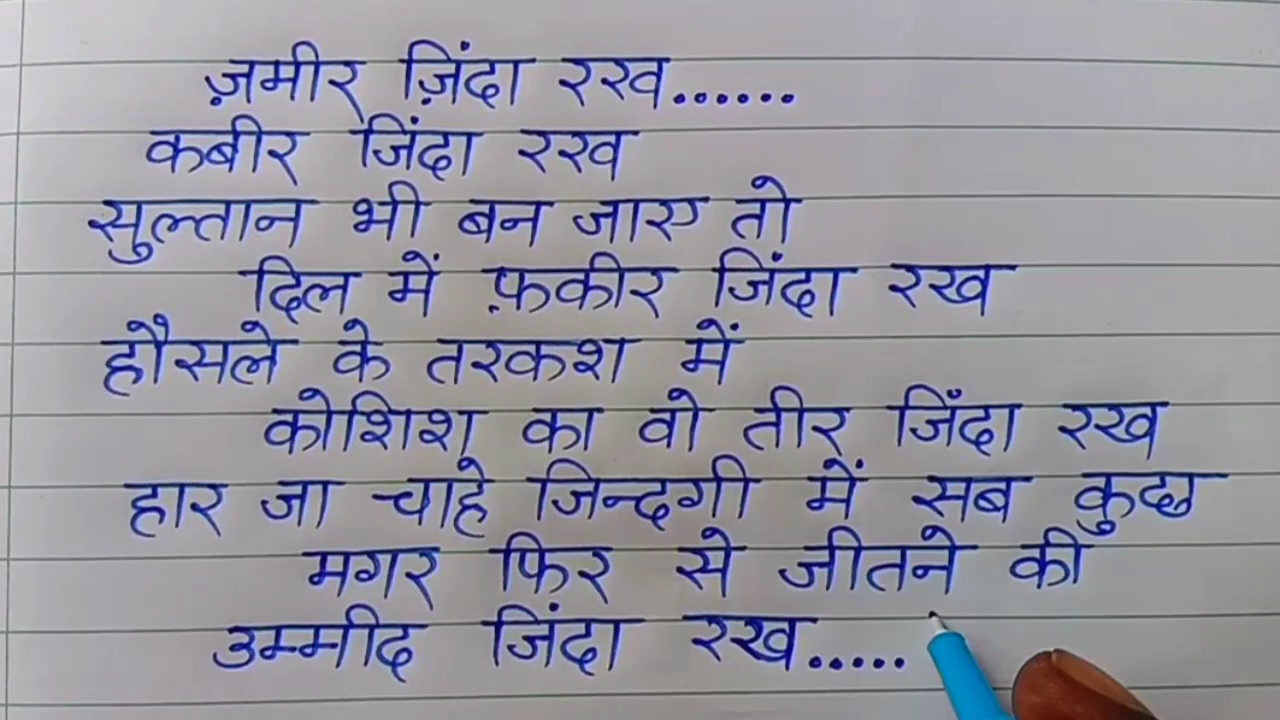 ज़मीर ज़िंदा रख......
कबीर जिंदा रख
सुल्तान भी बन जाए तो
दिल में फ़कीर जिंदा रख
हौसले के तरकश में
कोशिश का वो तीर जिंदा रख
हार जा चाहे जिन्दगी में सब कुछ
मगर फिर से जीतने की
उम्मीद जिंदा रख.....